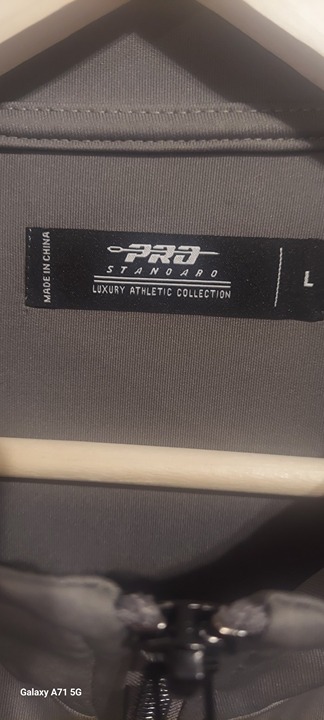 MADE IN CHINA
PRO
STANDARD
LUXURY ATHLETIC COLLECTION
L
Galaxy A71 5G